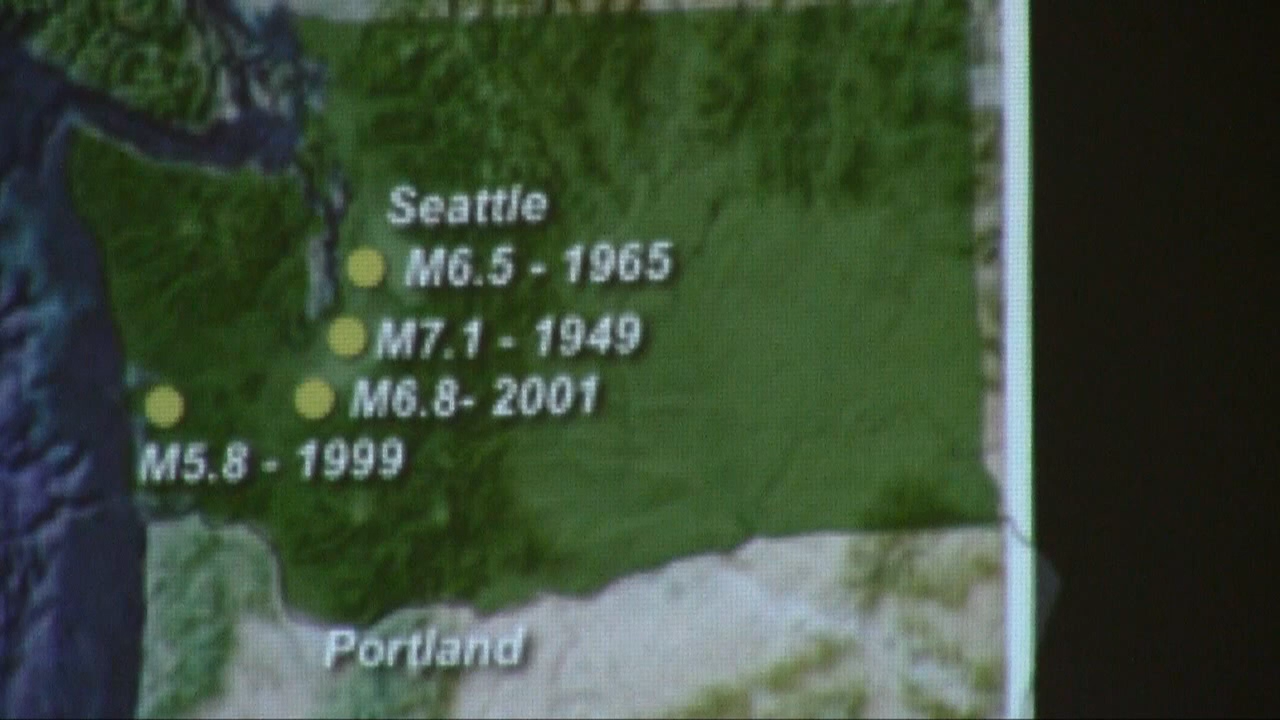 Seattle
M6.5 - 1965
M7.1 - 1949
M6.8- 2001
M5.8 - 1999
Portland